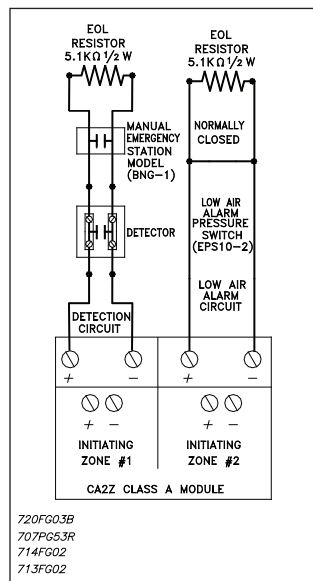 EOL
RESISTOR
5.1KΩ 1/2 W
EOL
RESISTOR
5.1KΩ 1/2 W
MANUAL
EMERGENCY
STATION
MODEL
(BNG-1)
NORMALLY
CLOSED
DETECTOR
LOW AIR
ALARM
PRESSURE
SWITCH
(EPS10-2)
DETECTION
CIRCUIT
LOW AIR
ALARM
CIRCUIT
+ - + -
+ - + -
INITIATING
ZONE #1
INITIATING
ZONE #2
CA2Z CLASS A MODULE
720FG03B
707PG53R
714FG02
713FG02